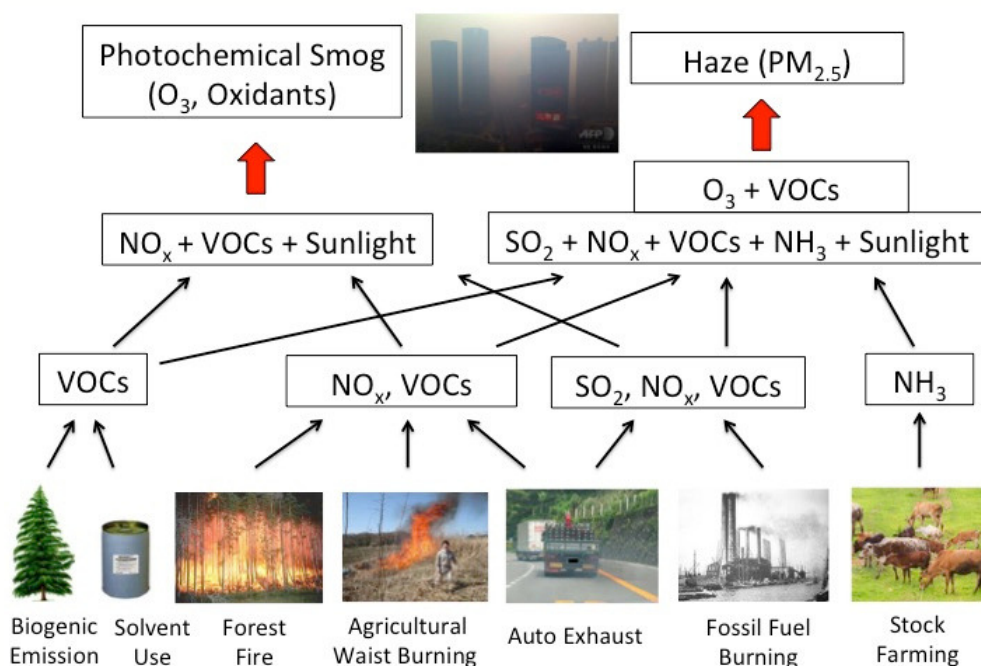 Photochemical Smog
(O₃, Oxidants)
AFP
Haze (PM₂.₅)
O₃ + VOCs
NOₓ + VOCs + Sunlight
SO₂ + NOₓ + VOCs + NH₃ + Sunlight
VOCs
NOₓ, VOCs
SO₂, NOₓ, VOCs
NH₃
Biogenic
Emission
Solvent
Use
Forest
Fire
Agricultural
Waist Burning
Auto Exhaust
Fossil Fuel
Burning
Stock
Farming